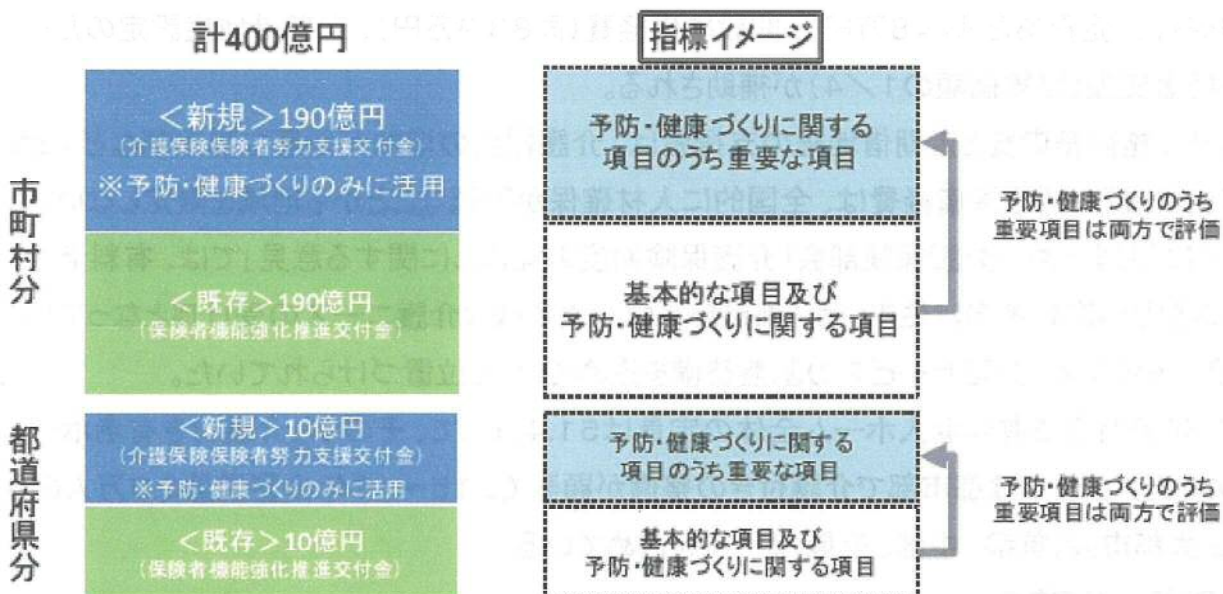 計400億円
指標イメージ
市町村分
<新規>190億円
(介護保険保険者努力支援交付金)
※予防・健康づくりのみに活用
<既存>190億円
(保険者機能強化推進交付金)
予防・健康づくりに関する
項目のうち重要な項目
基本的な項目及び
予防・健康づくりに関する項目
予防・健康づくりのうち
重要項目は両方で評価
都道府県分
<新規>10億円
(介護保険保険者努力支援交付金)
※予防・健康づくりのみに活用
<既存>10億円
(保険者機能強化推進交付金)
予防・健康づくりに関する
項目のうち重要な項目
基本的な項目及び
予防・健康づくりに関する項目
予防・健康づくりのうち
重要項目は両方で評価